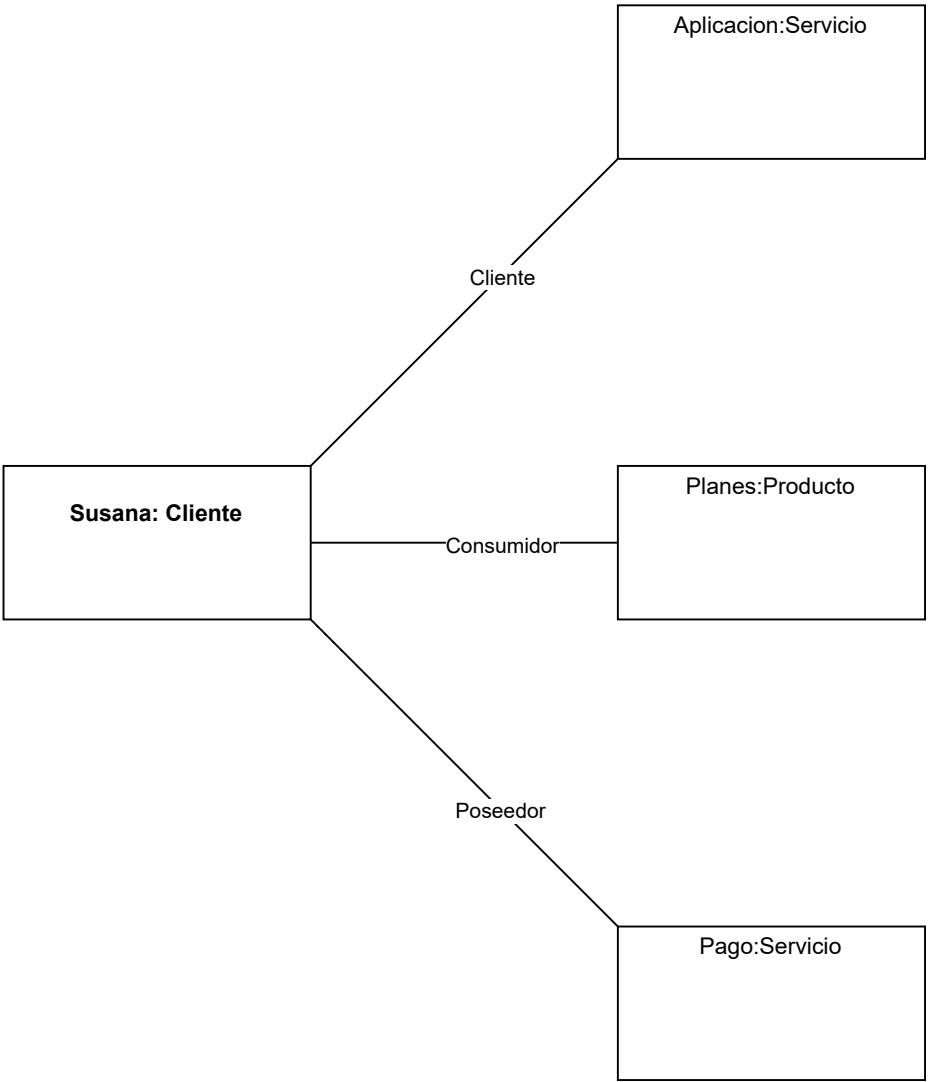 Aplicacion:Servicio
Cliente
Susana: Cliente
Planes:Producto
Consumidor
Poseedor
Pago:Servicio